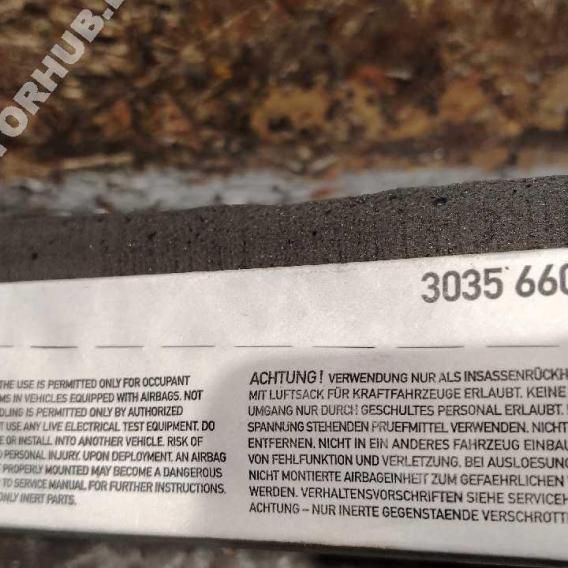 3035 660
THE USE IS PERMITTED ONLY FOR OCCUPANT
IN VEHICLES EQUIPPED WITH AIRBAGS. NOT
IS PERMITTED ONLY BY AUTHORIZED
USE ANY LIVE ELECTRICAL TEST EQUIPMENT. DO
OR INSTALL INTO ANOTHER VEHICLE. RISK OF
PERSONAL INJURY. UPON DEPLOYMENT, AN AIRBAG
PROPERLY MOUNTED MAY BECOME A DANGEROUS
TO SERVICE MANUAL FOR FURTHER INSTRUCTIONS.
ONLY INERT PARTS.
ACHTUNG! VERWENDUNG NUR ALS INSASSENRÜCKH
MIT LUFTSACK FÜR KRAFTFAHRZEUGE ERLAUBT. KEINE
UMGANG NUR DURCH GESCHULTES PERSONAL ERLAUBT.
SPANNUNG STEHENDEN PRUEFMITTEL VERWENDEN. NICHT
ENTFERNEN. NICHT IN EIN ANDERES FAHRZEUG EINBAU
VON FEHLFUNKTION UND VERLETZUNG. BEI AUSLOESUNG
NICHT MONTIERTE AIRBAGEINHEIT ZUM GEFAEHRLICHEN
WERDEN. VERHALTENSVORSCHRIFTEN SIEHE SERVICEH
ACHTUNG – NUR INERTE GEGENSTAENDE VERSCHROTTE